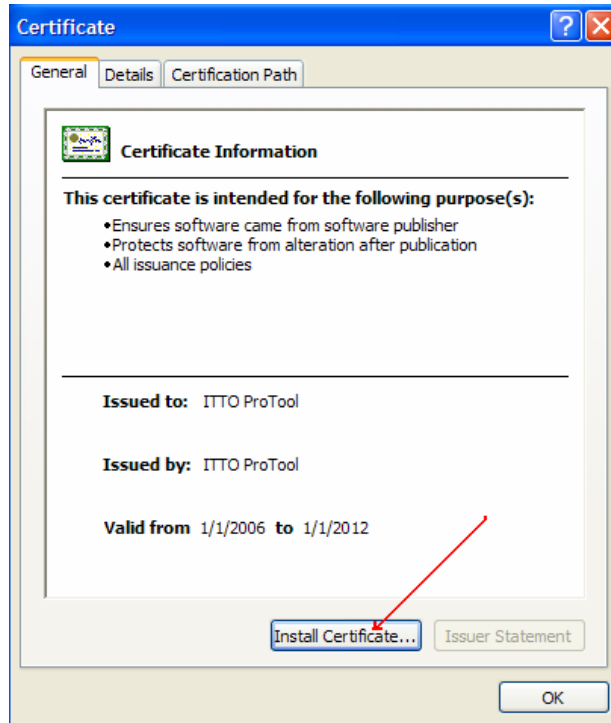 Certificate
General Details Certification Path
Certificate Information
This certificate is intended for the following purpose(s):
•Ensures software came from software publisher
•Protects software from alteration after publication
•All issuance policies
Issued to: ITTO ProTool
Issued by: ITTO ProTool
Valid from 1/1/2006 to 1/1/2012
Install Certificate... Issuer Statement
OK